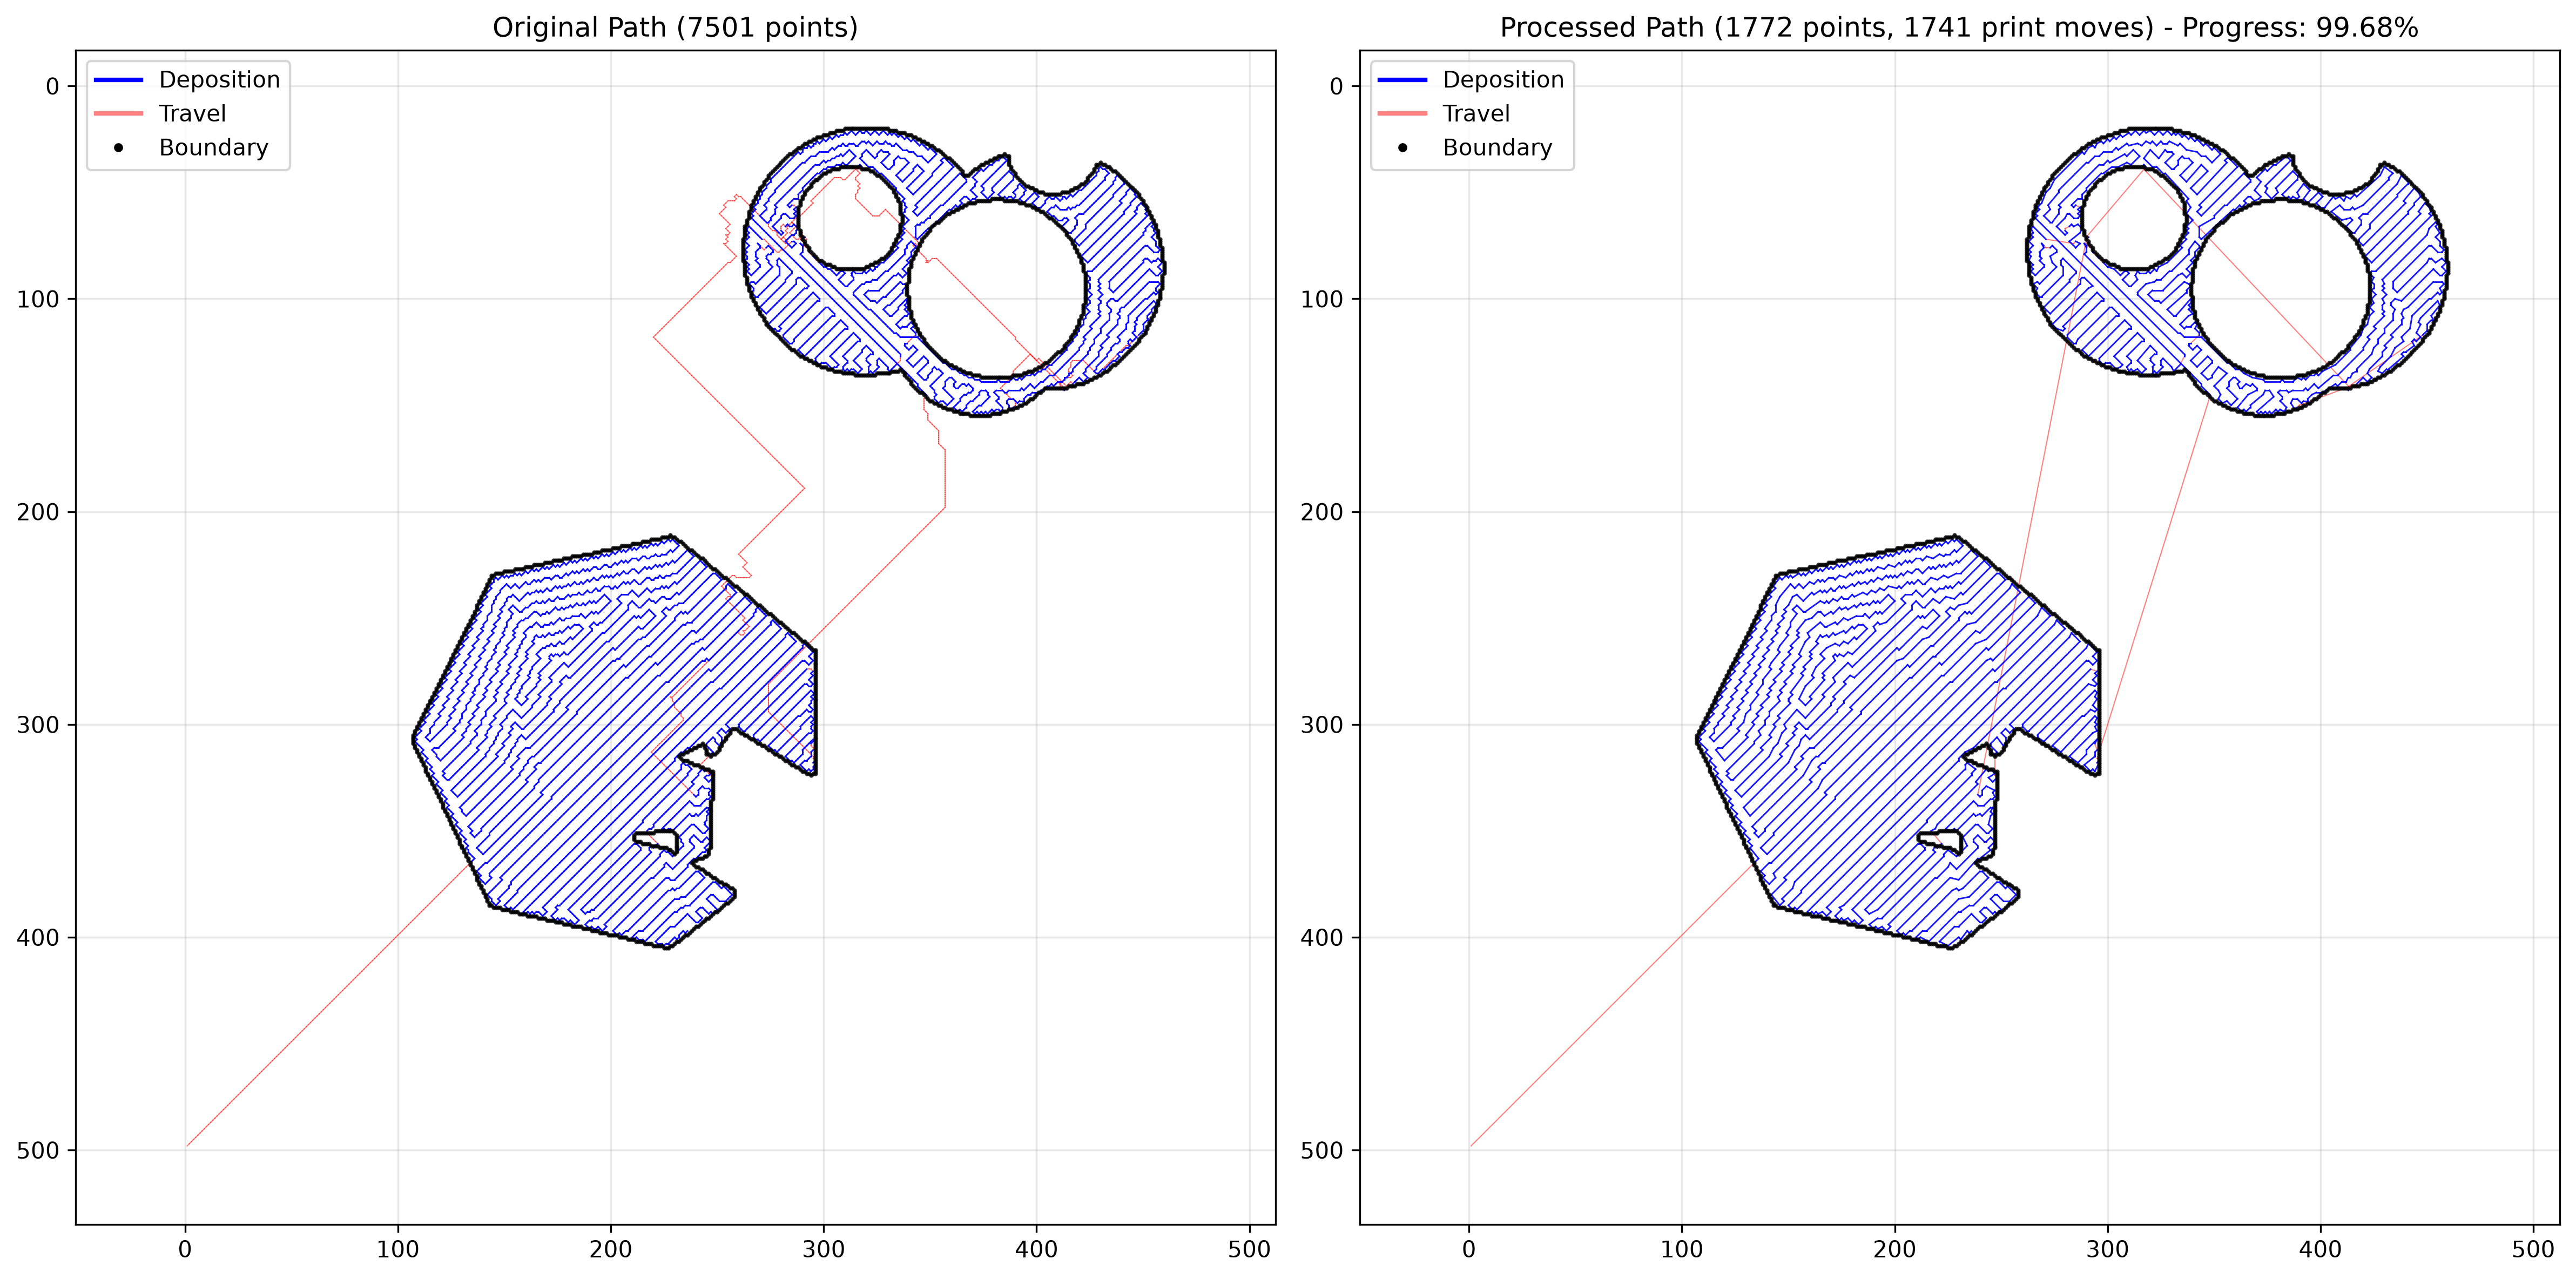 Original Path (7501 points)
Deposition
Travel
Boundary
0
100
200
300
400
500
0 100 200 300 400 500
Processed Path (1772 points, 1741 print moves) - Progress: 99.68%
Deposition
Travel
Boundary
0
100
200
300
400
500
0 100 200 300 400 500